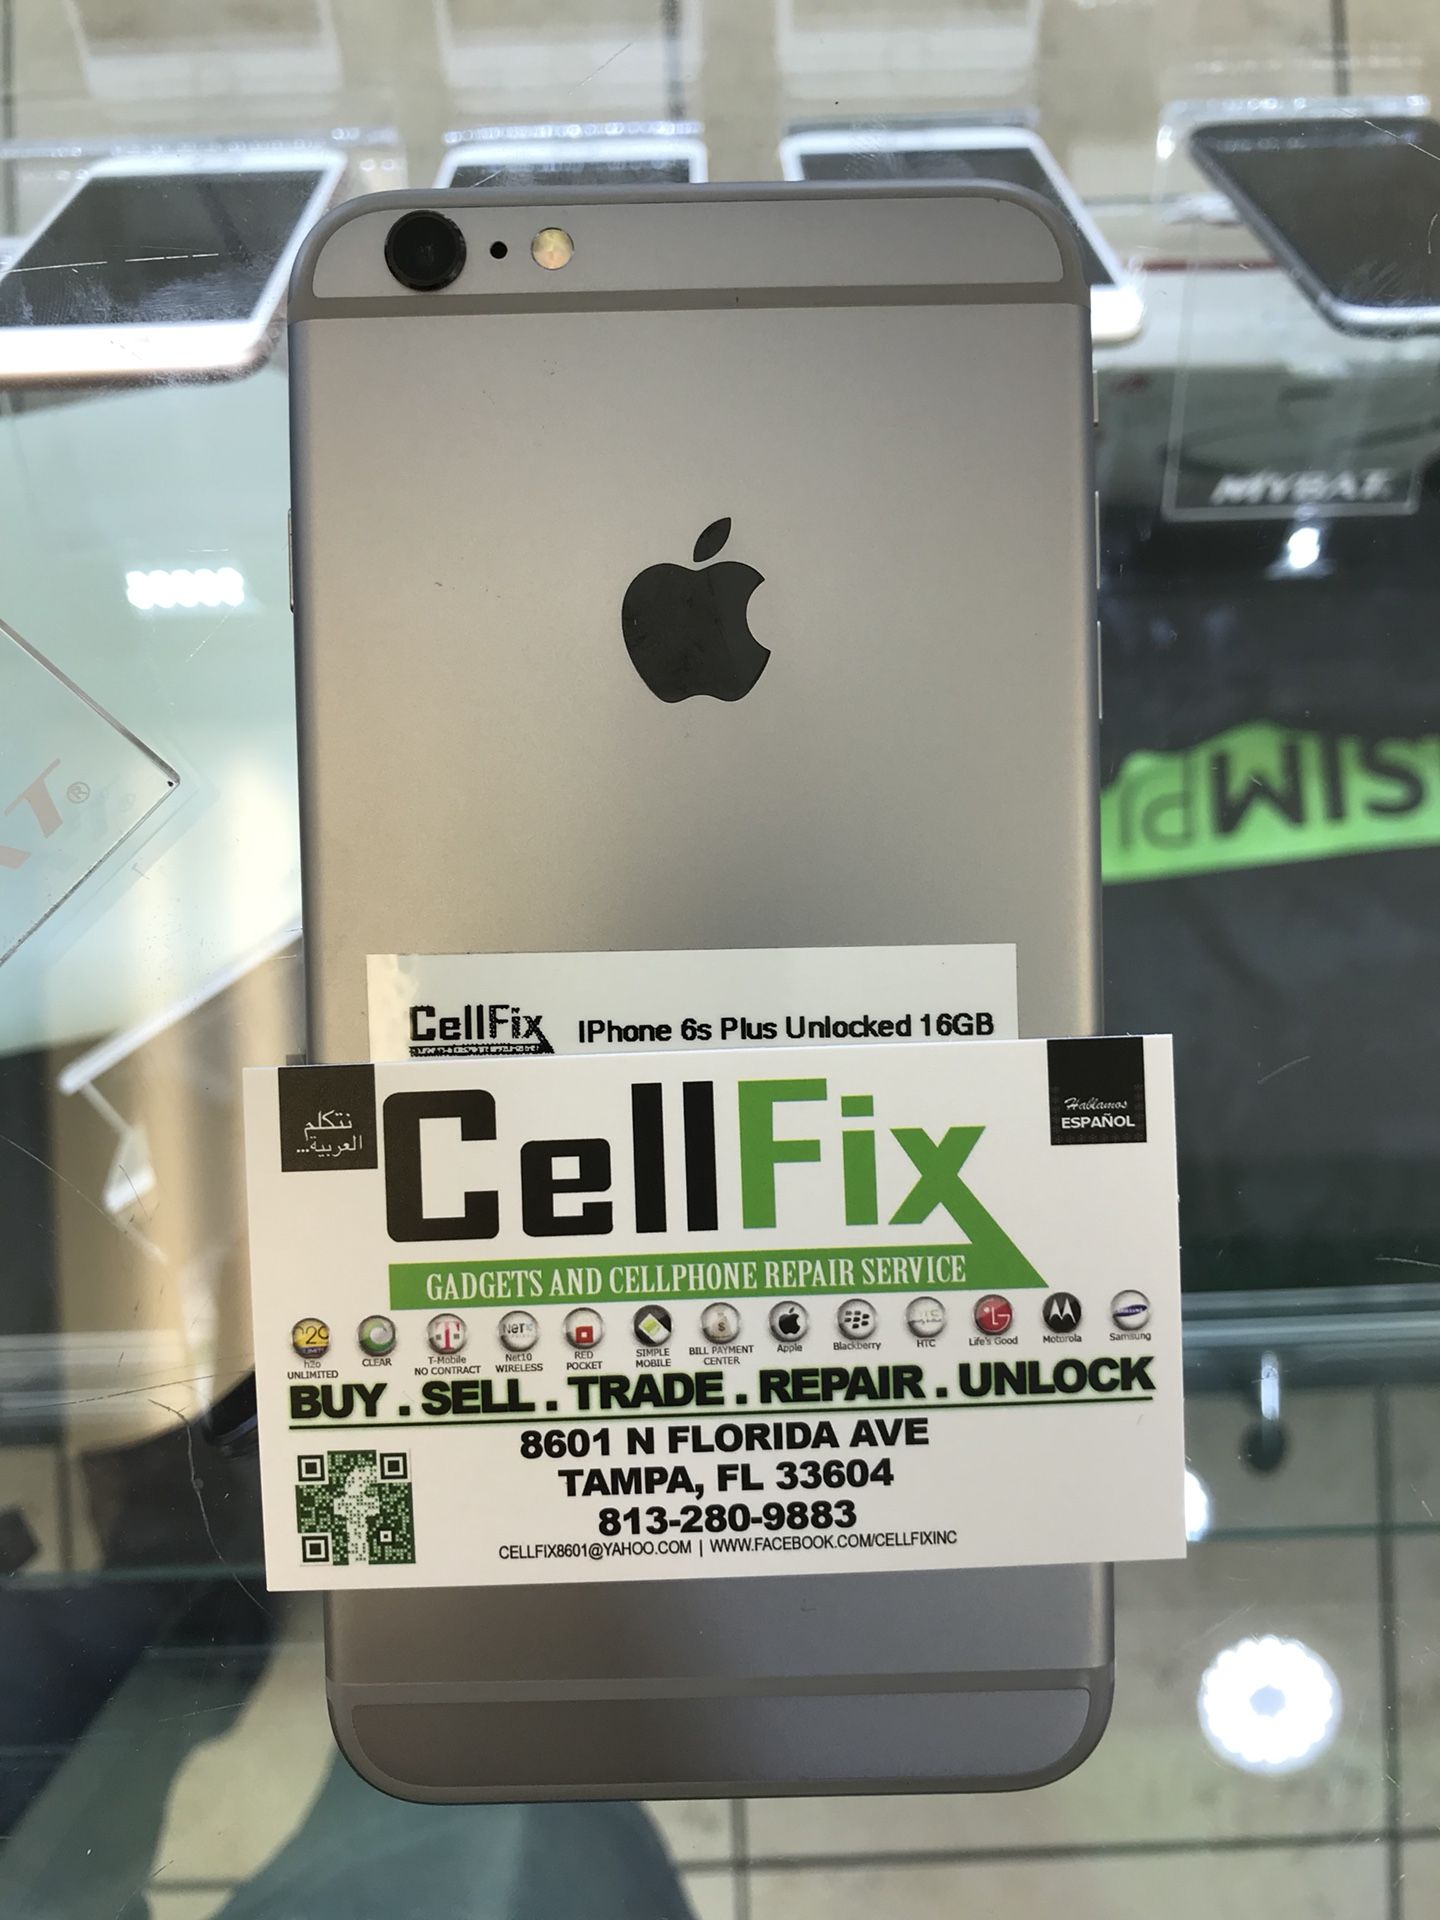 MYBAT
AT®
SIMPL
CellFix
IPhone 6s Plus Unlocked 16GB
نتكلم
العربية...
Hablamos
ESPAÑOL
CellFix
GADGETS AND CELLPHONE REPAIR SERVICE
h2o
UNLIMITED
CLEAR
T-Mobile
NO CONTRACT
Net10
WIRELESS
RED
POCKET
SIMPLE
MOBILE
BILL PAYMENT
CENTER
Apple
Blackberry
HTC
Life's Good
Motorola
Samsung
BUY . SELL . TRADE . REPAIR . UNLOCK
8601 N FLORIDA AVE
TAMPA, FL 33604
813-280-9883
CELLFIX8601@YAHOO.COM | WWW.FACEBOOK.COM/CELLFIXINC